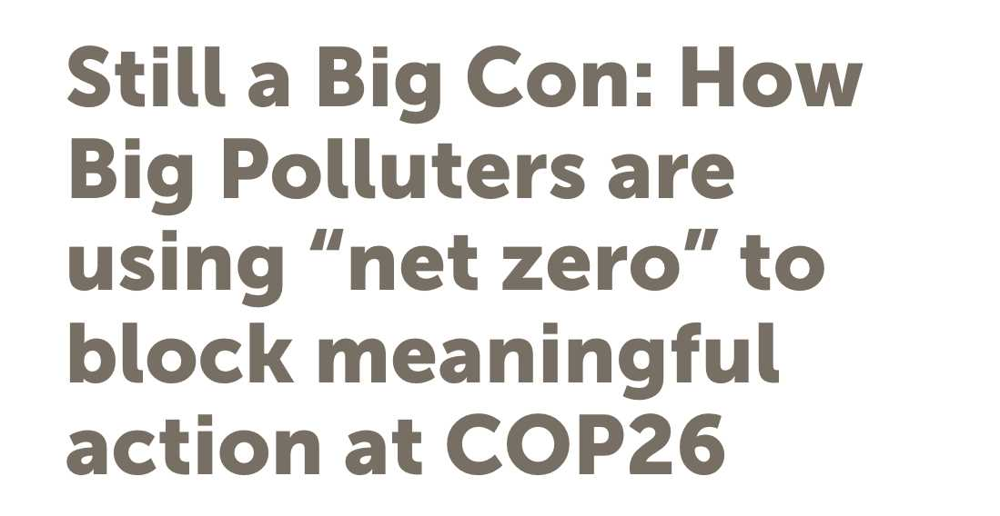 Still a Big Con: How
Big Polluters are
using “net zero” to
block meaningful
action at COP26